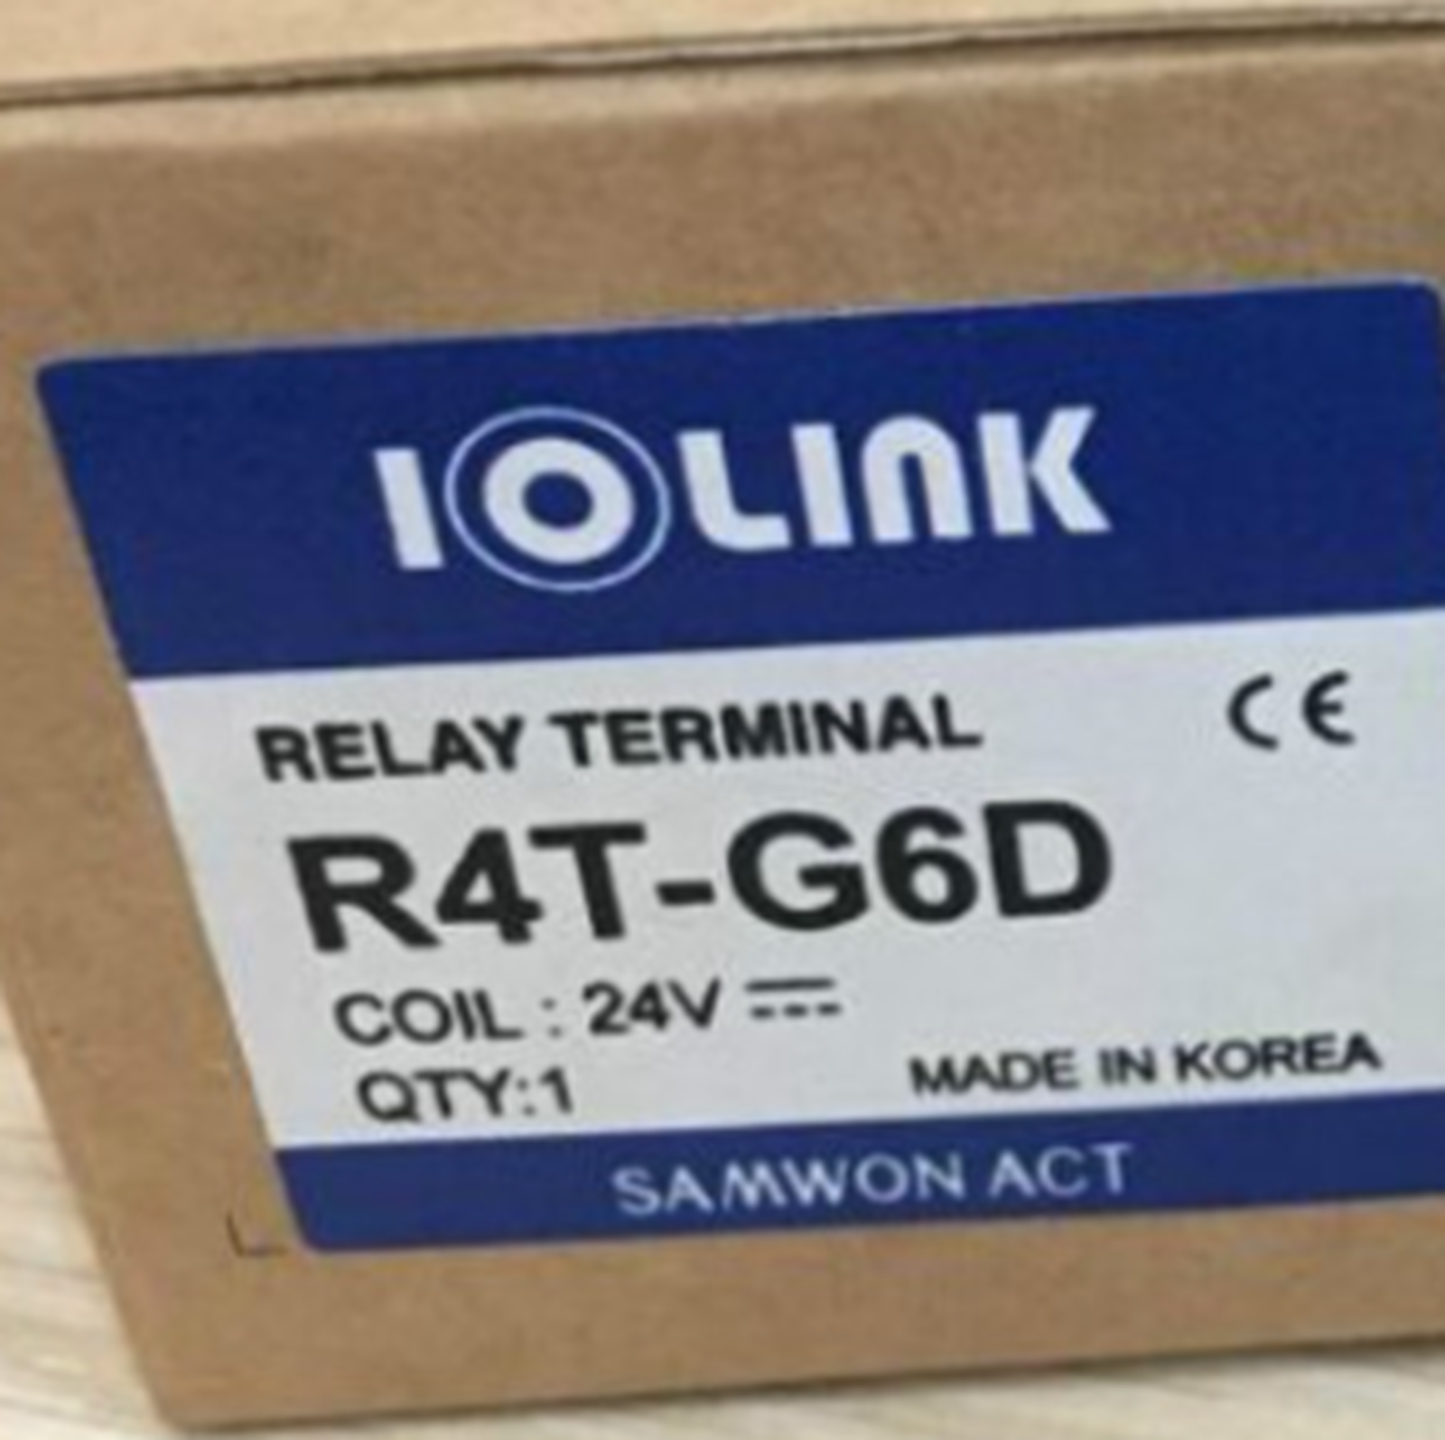 IOLINK
RELAY TERMINAL CE
R4T-G6D
COIL : 24V ⎓
QTY:1 MADE IN KOREA
SAMWON ACT